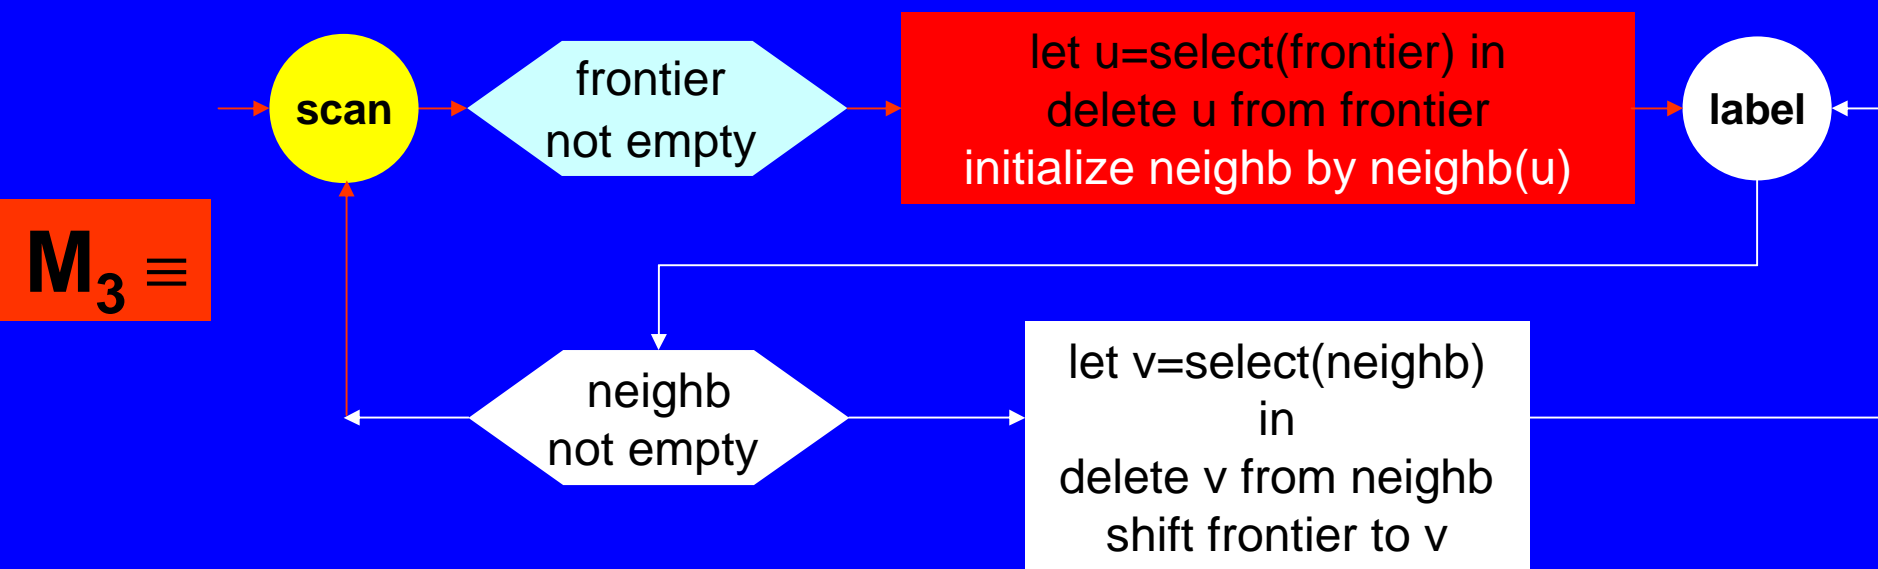 scan
frontier
not empty
let u=select(frontier) in
delete u from frontier
initialize neighb by neighb(u)
label
M₃ ≡
neighb
not empty
let v=select(neighb)
in
delete v from neighb
shift frontier to v